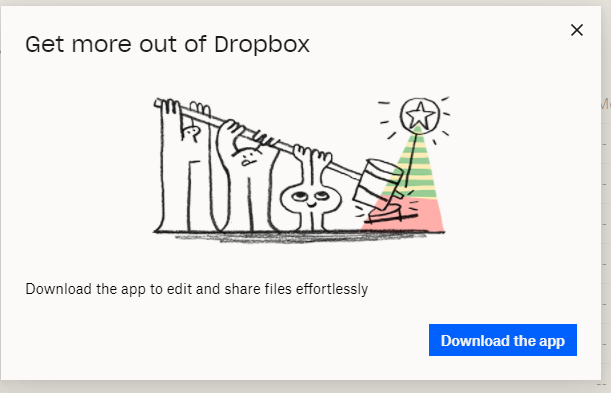 Get more out of Dropbox
Download the app to edit and share files effortlessly
Download the app